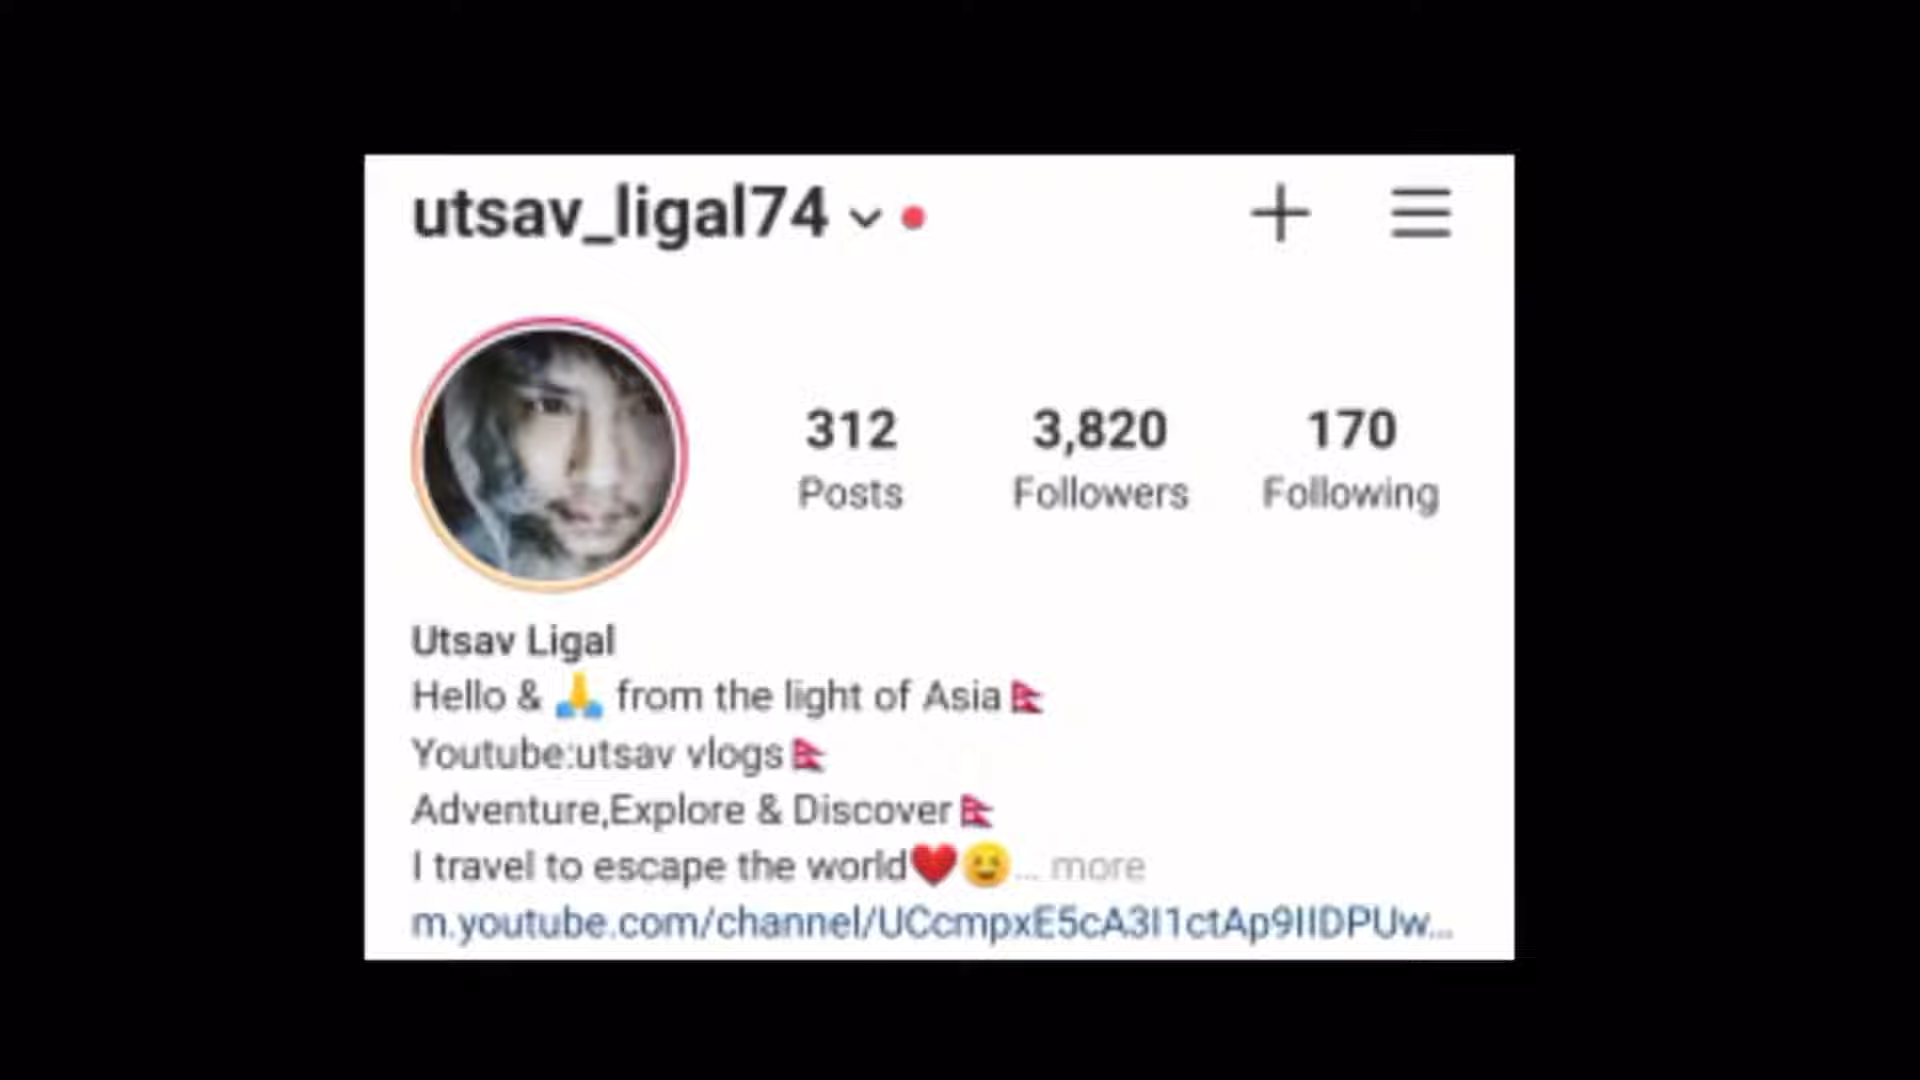 utsav_ligal74
312 3,820 170
Posts Followers Following
Utsav Ligal
Hello & 🙏 from the light of Asia🇳🇵
Youtube:utsav vlogs🇳🇵
Adventure,Explore & Discover🇳🇵
I travel to escape the world❤️😉... more
m.youtube.com/channel/UCcmpxE5cA3I1ctAp9IIDPUw...